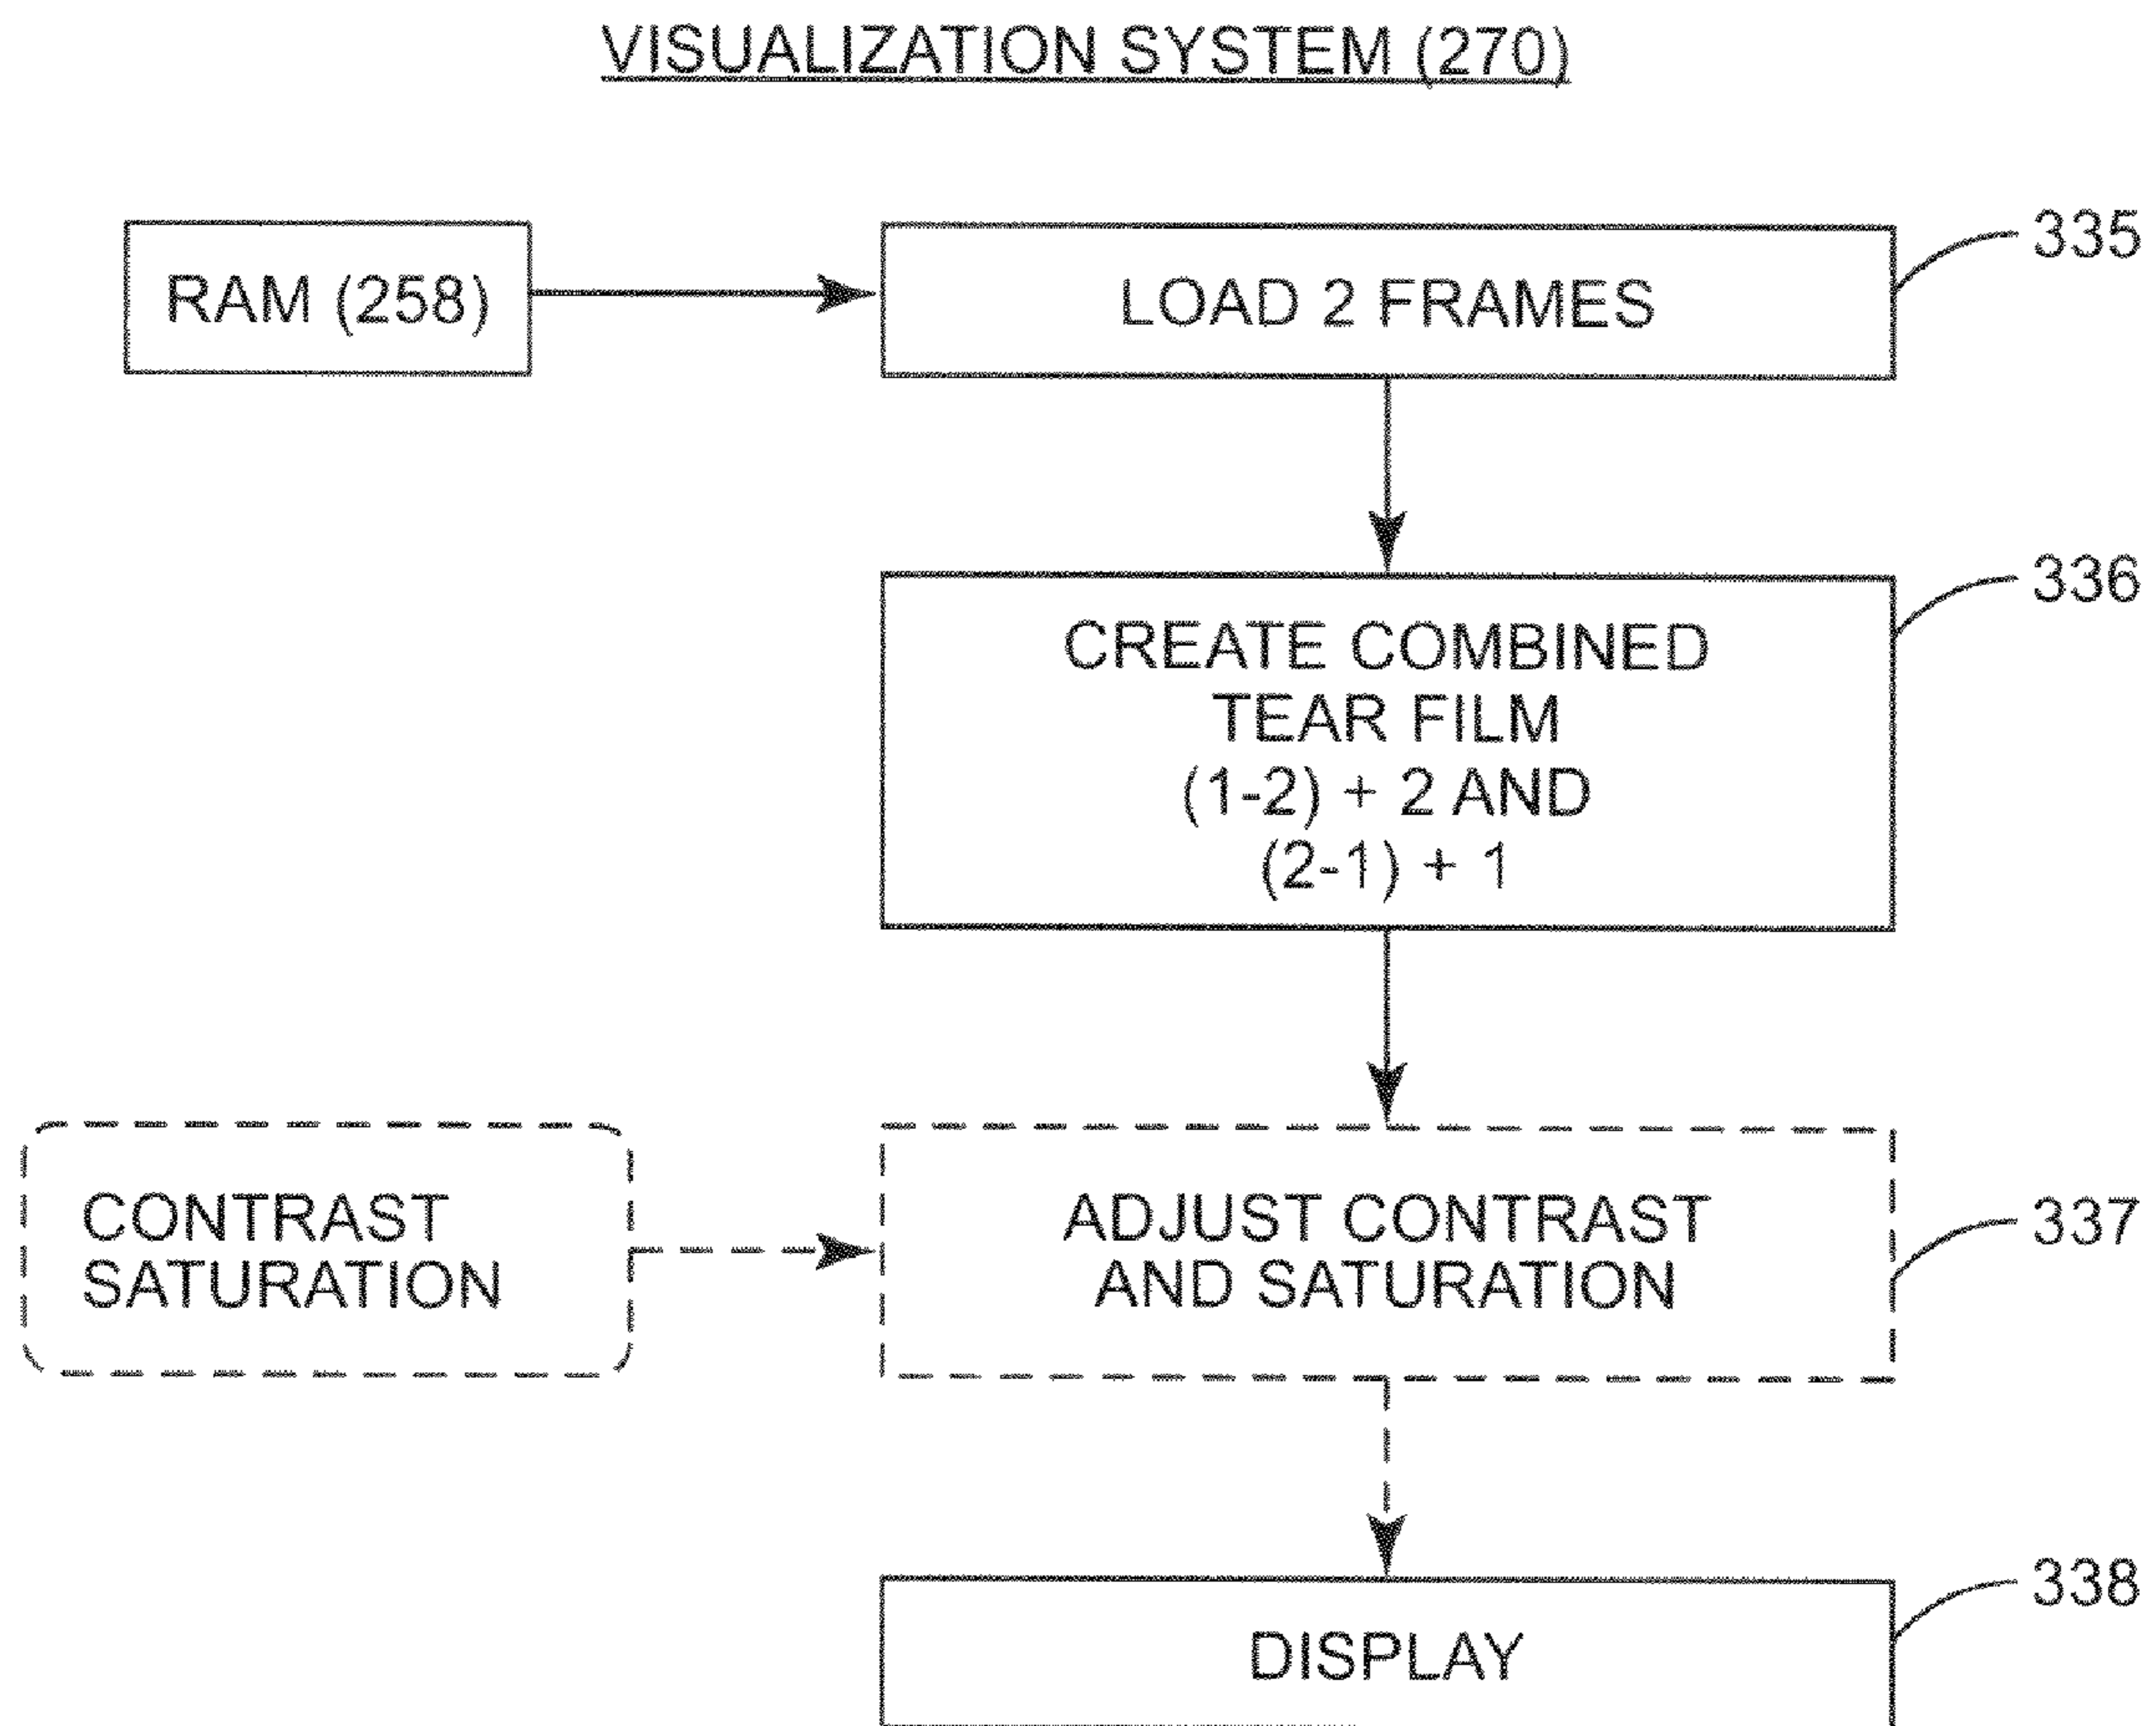 VISUALIZATION SYSTEM (270)
RAM (258)
LOAD 2 FRAMES
335
CREATE COMBINED
TEAR FILM
(1-2) + 2 AND
(2-1) + 1
336
CONTRAST
SATURATION
ADJUST CONTRAST
AND SATURATION
337
DISPLAY
338